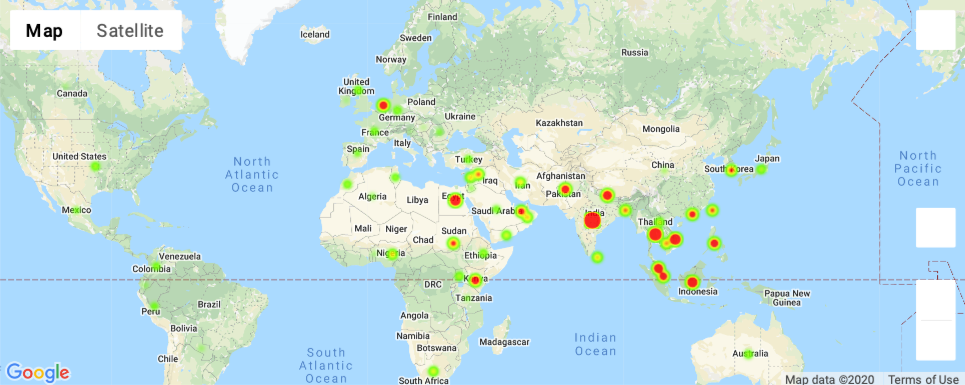 Map
Satellite
Finland
Iceland
Sweden
Norway
Russia
United
Kingdom
Canada
Poland
Germany
Ukraine
France
Kazakhstan
Mongolia
Italy
Spain
United States
Turkey
China
South Korea
Japan
North
Atlantic
Ocean
North
Pacific
Ocean
Afghanistan
Iraq
Iran
Pakistan
Algeria
Libya
Egypt
Mexico
Saudi Arabia
India
Thailand
Mali
Niger
Chad
Sudan
Nigeria
Ethiopia
Venezuela
Colombia
DRC
Kenya
Tanzania
Indonesia
Papua New
Guinea
Peru
Brazil
Angola
Bolivia
Namibia
Botswana
Madagascar
Indian
Ocean
Chile
South
Atlantic
Ocean
Australia
South Africa
Google
Map data ©2020
Terms of Use